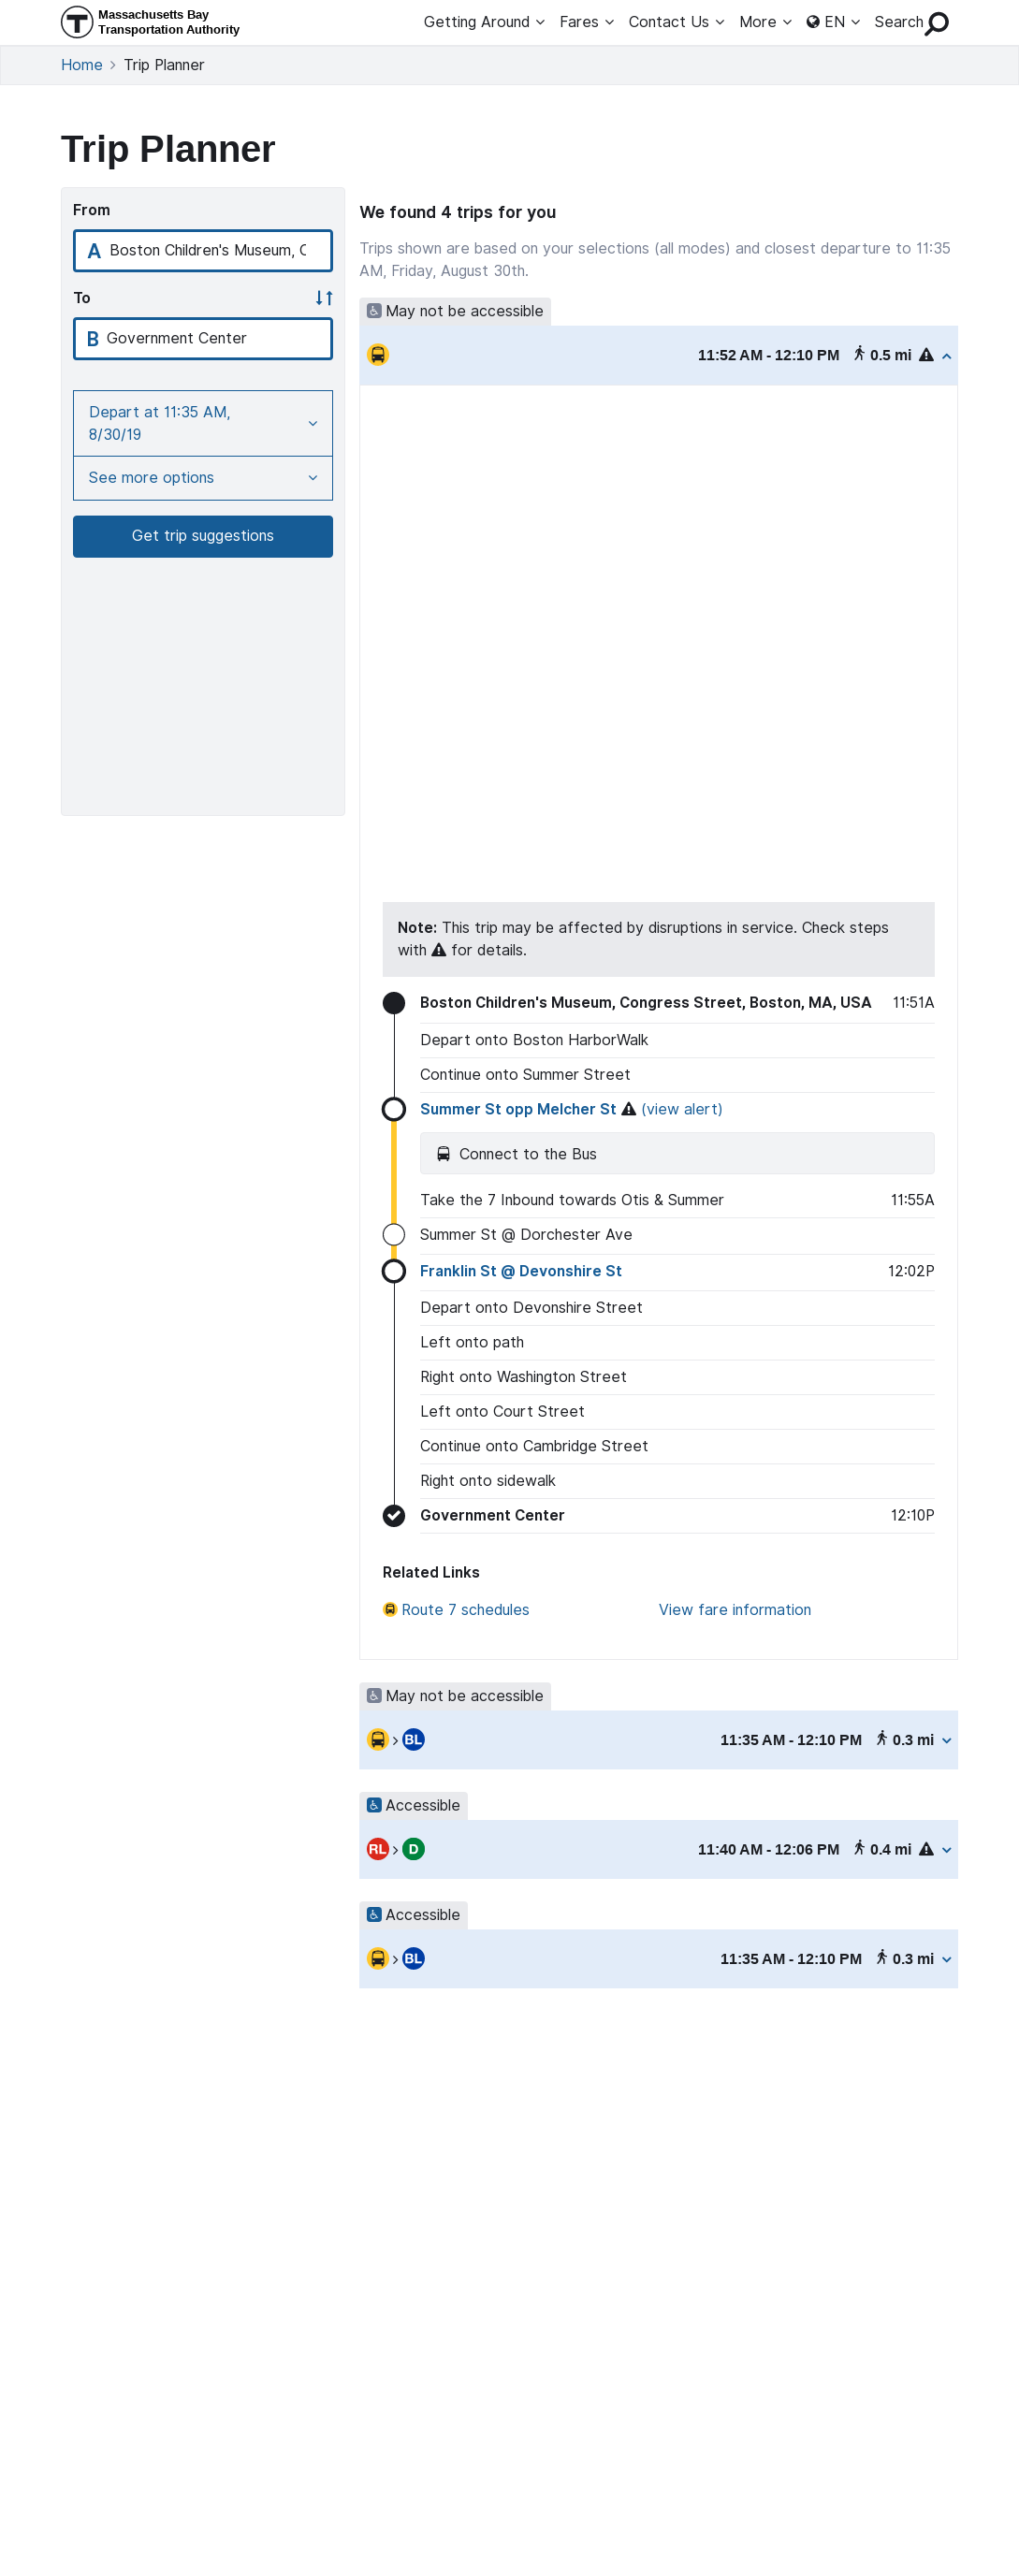 Massachusetts Bay
Transportation Authority
Getting Around Fares Contact Us More EN Search
Home > Trip Planner
Trip Planner
From
A Boston Children's Museum, C
To
B Government Center
Depart at 11:35 AM,
8/30/19
See more options
Get trip suggestions
We found 4 trips for you
Trips shown are based on your selections (all modes) and closest departure to 11:35
AM, Friday, August 30th.
May not be accessible
11:52 AM - 12:10 PM 0.5 mi
Note: This trip may be affected by disruptions in service. Check steps
with for details.
Boston Children's Museum, Congress Street, Boston, MA, USA 11:51A
Depart onto Boston HarborWalk
Continue onto Summer Street
Summer St opp Melcher St (view alert)
Connect to the Bus
Take the 7 Inbound towards Otis & Summer 11:55A
Summer St @ Dorchester Ave
Franklin St @ Devonshire St 12:02P
Depart onto Devonshire Street
Left onto path
Right onto Washington Street
Left onto Court Street
Continue onto Cambridge Street
Right onto sidewalk
Government Center 12:10P
Related Links
Route 7 schedules View fare information
May not be accessible
> BL 11:35 AM - 12:10 PM 0.3 mi
Accessible
RL > D 11:40 AM - 12:06 PM 0.4 mi
Accessible
> BL 11:35 AM - 12:10 PM 0.3 mi